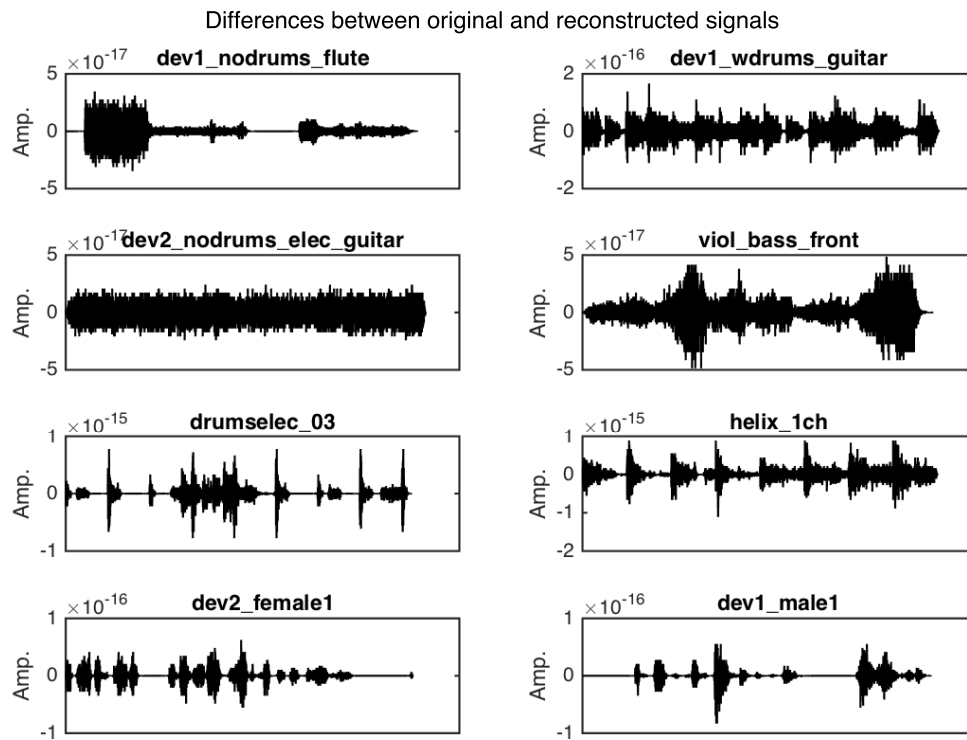 Differences between original and reconstructed signals
×10-17 dev1_nodrums_flute
5
0
-5
Amp.
×10-16 dev1_wdrums_guitar
2
0
-2
Amp.
×10-17 dev2_nodrums_elec_guitar
5
0
-5
Amp.
×10-17 viol_bass_front
5
0
-5
Amp.
×10-15 drumselec_03
1
0
-1
Amp.
×10-15 helix_1ch
1
0
-1
-2
Amp.
×10-16 dev2_female1
1
0
-1
Amp.
×10-16 dev1_male1
1
0
-1
Amp.